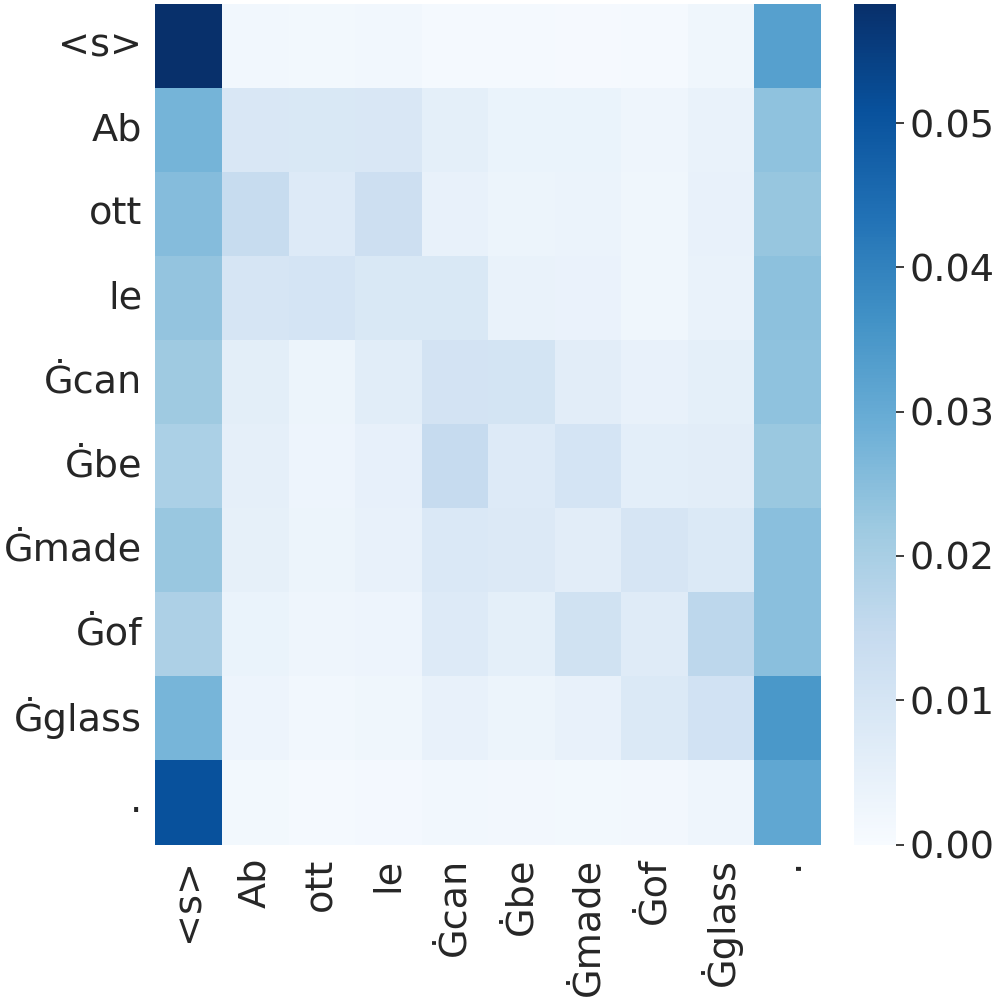 <s>
Ab
ott
le
Ġcan
Ġbe
Ġmade
Ġof
Ġglass
.
0.05
0.04
0.03
0.02
0.01
0.00
<s> Ab ott le Ġcan Ġbe Ġmade Ġof Ġglass .